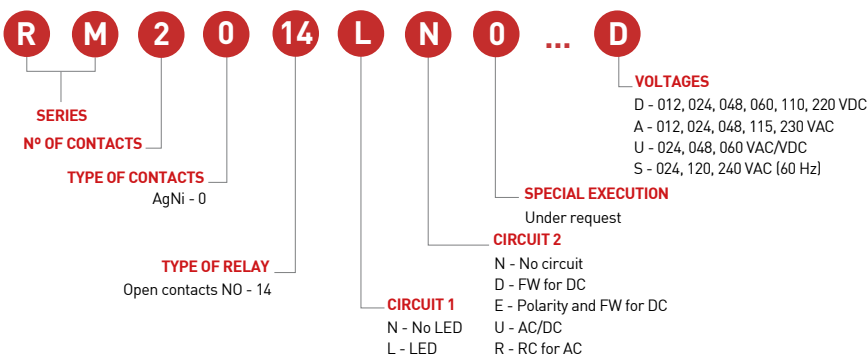 R M 2 0 14 L N 0 ... D
SERIES
Nº OF CONTACTS
TYPE OF CONTACTS
AgNi - 0
TYPE OF RELAY
Open contacts NO - 14
CIRCUIT 1
N - No LED
L - LED
CIRCUIT 2
N - No circuit
D - FW for DC
E - Polarity and FW for DC
U - AC/DC
R - RC for AC
SPECIAL EXECUTION
Under request
VOLTAGES
D - 012, 024, 048, 060, 110, 220 VDC
A - 012, 024, 048, 115, 230 VAC
U - 024, 048, 060 VAC/VDC
S - 024, 120, 240 VAC (60 Hz)